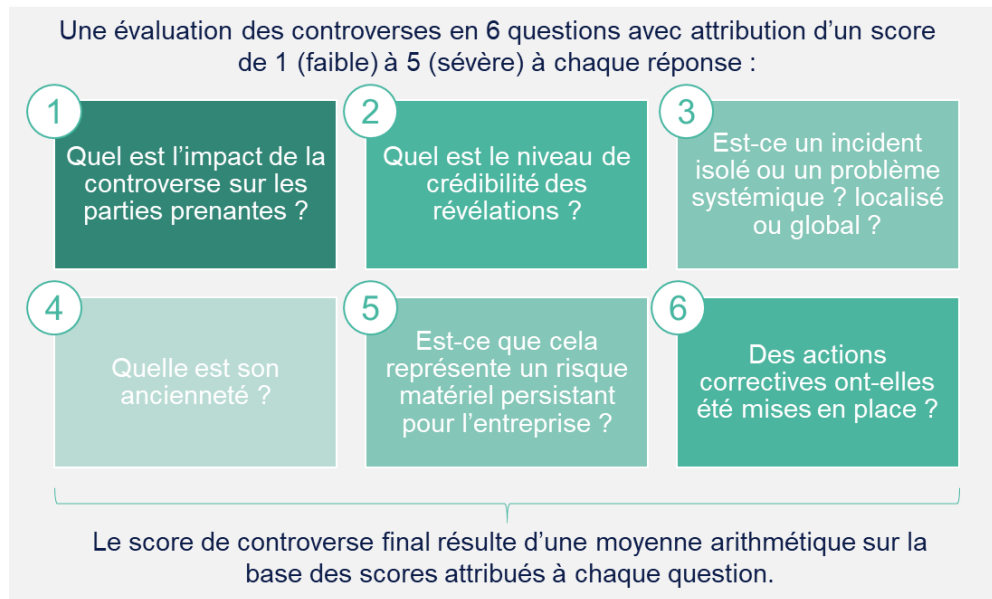 Une évaluation des controverses en 6 questions avec attribution d’un score
de 1 (faible) à 5 (sévère) à chaque réponse :
1
Quel est l’impact de la
controverse sur les
parties prenantes ?
2
Quel est le niveau de
crédibilité des
révélations ?
3
Est-ce un incident
isolé ou un problème
systémique ? localisé
ou global ?
4
Quelle est son
ancienneté ?
5
Est-ce que cela
représente un risque
matériel persistant
pour l’entreprise ?
6
Des actions
correctives ont-elles
été mises en place ?
Le score de controverse final résulte d’une moyenne arithmétique sur la
base des scores attribués à chaque question.